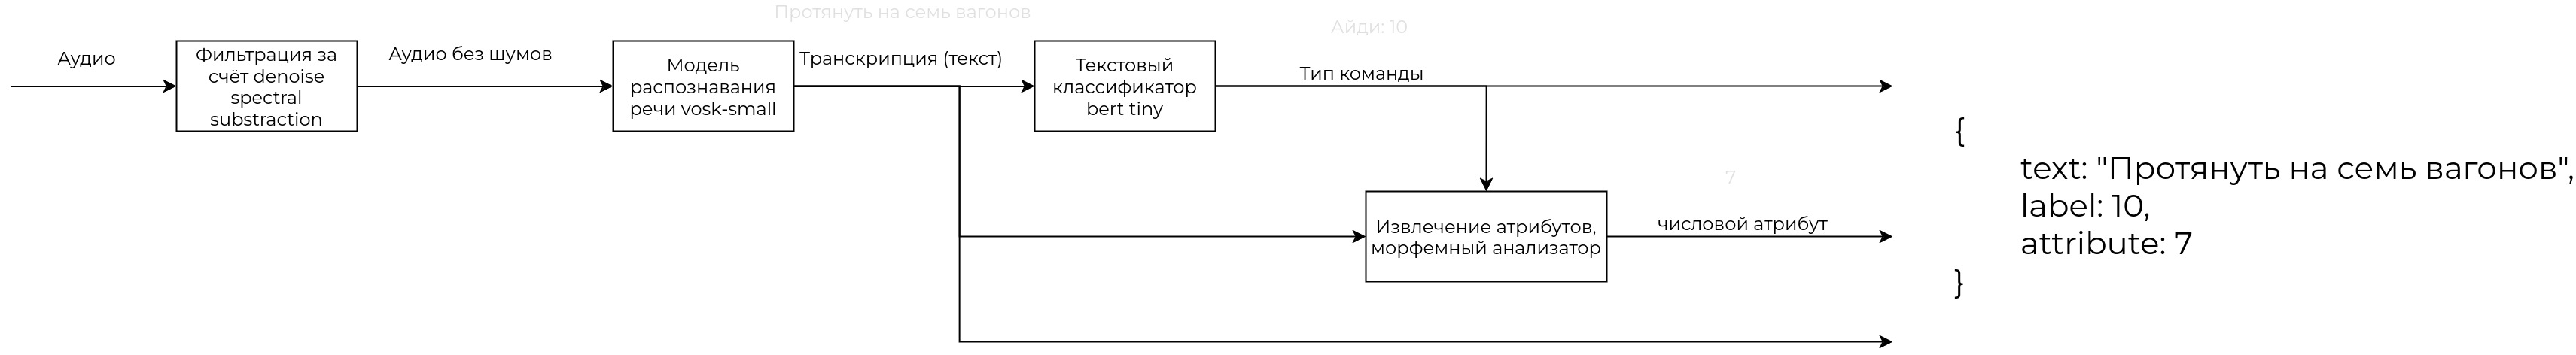 Протянуть на семь вагонов
Айди: 10
Аудио
Фильтрация за
счёт denoise
spectral
substraction
Аудио без шумов
Модель
распознавания
речи vosk-small
Транскрипция (текст)
Текстовый
классификатор
bert tiny
Тип команды
7
Извлечение атрибутов,
морфемный анализатор
числовой атрибут
{
text: "Протянуть на семь вагонов",
label: 10,
attribute: 7
}